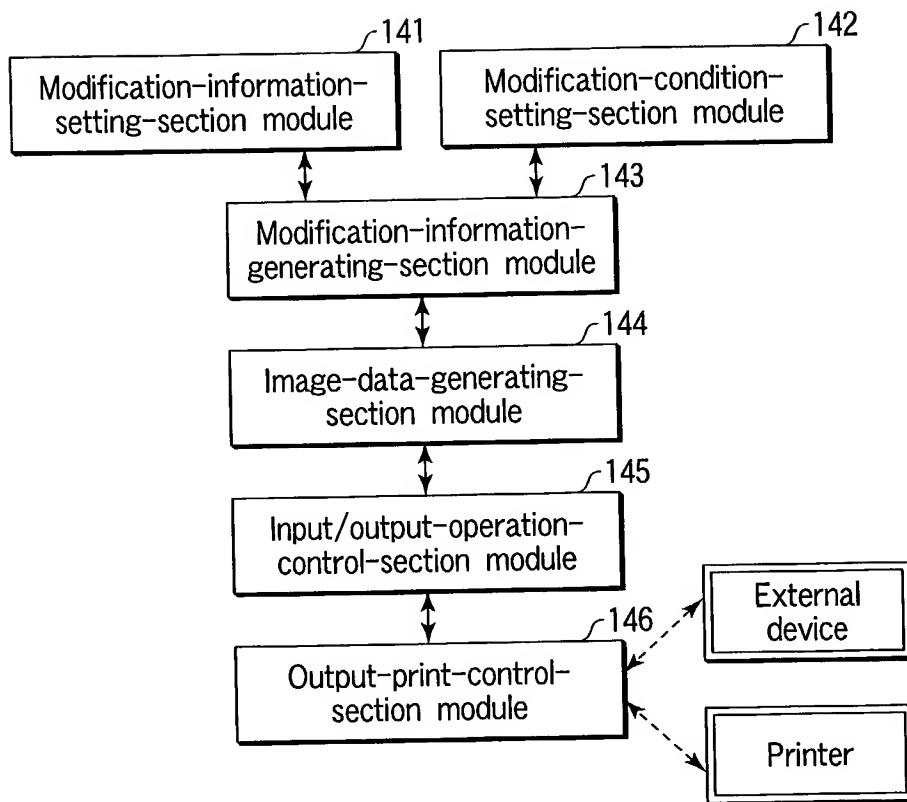 141
Modification-information-
setting-section module
142
Modification-condition-
setting-section module
143
Modification-information-
generating-section module
144
Image-data-generating-
section module
145
Input/output-operation-
control-section module
146
Output-print-control-
section module
External
device
Printer